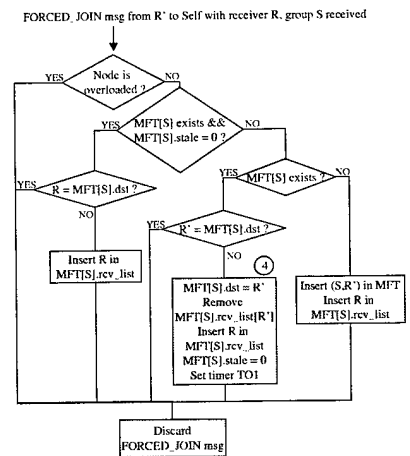 FORCED_JOIN msg from R' to Self with receiver R, group S received
Node is
overloaded ?
YES
NO
MFT[S] exists &&
MFT[S].stale = 0 ?
YES
NO
R = MFT[S].dst ?
YES
NO
MFT[S] exists ?
YES
NO
R' = MFT[S].dst ?
YES
NO
Insert R in
MFT[S].rcv_list
4
MFT[S].dst = R'
Remove
MFT[S].rcv_list[R']
Insert R in
MFT[S].rcv_list
MFT[S].stale = 0
Set timer TO1
Insert (S,R') in MFT
Insert R in
MFT[S].rcv_list
Discard
FORCED_JOIN msg